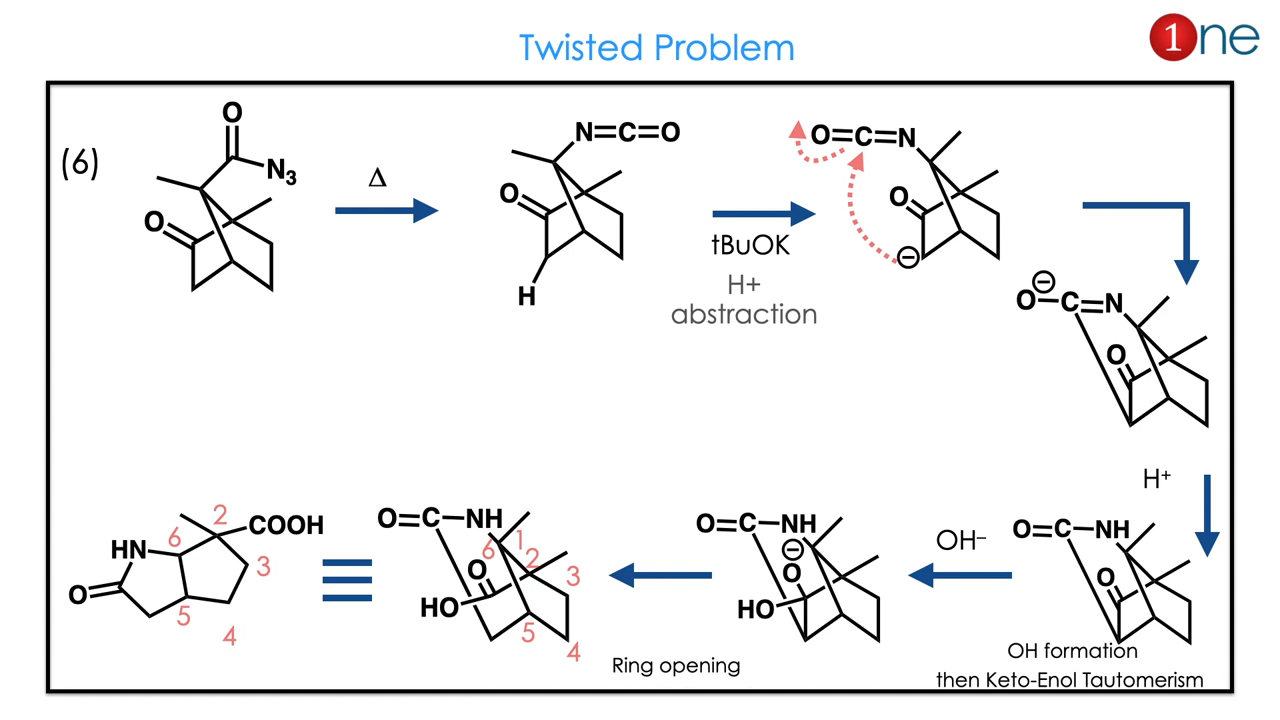 Twisted Problem
1ne
(6)
O
N₃
O
Δ
N=C=O
O
H
tBuOK
H+
abstraction
O=C=N
O
⊖
⊖
O–C=N
O
H⁺
O=C–NH
O
OH formation
then Keto-Enol Tautomerism
OH⁻
O=C–NH
⊖
O
HO
Ring opening
O=C–NH
6 1
2
O
3
HO
5
4
2
COOH
6
HN
3
O
5
4